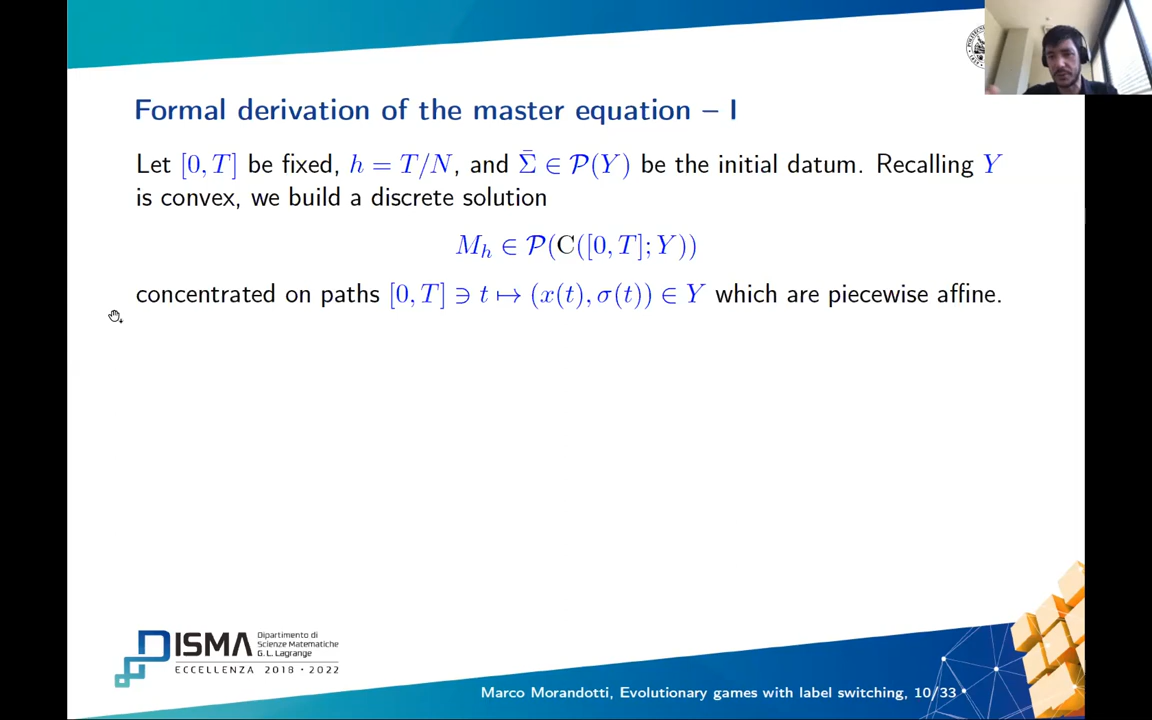 Formal derivation of the master equation – I
Let [0, T] be fixed, h = T/N, and Σ̄ ∈ 𝒫(Y) be the initial datum. Recalling Y
is convex, we build a discrete solution
M_h ∈ 𝒫(C([0, T]; Y))
concentrated on paths [0, T] ∋ t ↦ (x(t), σ(t)) ∈ Y which are piecewise affine.
DISMA
Dipartimento di
Scienze Matematiche
G. L. Lagrange
ECCELLENZA 2018 · 2022
Marco Morandotti, Evolutionary games with label switching, 10/33